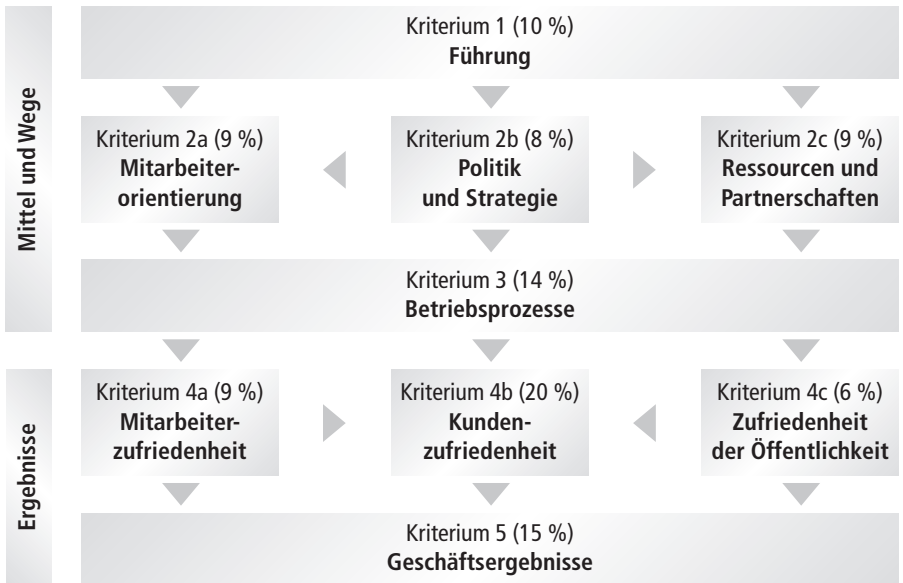 Mittel und Wege
Kriterium 1 (10 %)
Führung
Kriterium 2a (9 %)
Mitarbeiter-
orientierung
Kriterium 2b (8 %)
Politik
und Strategie
Kriterium 2c (9 %)
Ressourcen und
Partnerschaften
Kriterium 3 (14 %)
Betriebsprozesse
Ergebnisse
Kriterium 4a (9 %)
Mitarbeiter-
zufriedenheit
Kriterium 4b (20 %)
Kunden-
zufriedenheit
Kriterium 4c (6 %)
Zufriedenheit
der Öffentlichkeit
Kriterium 5 (15 %)
Geschäftsergebnisse